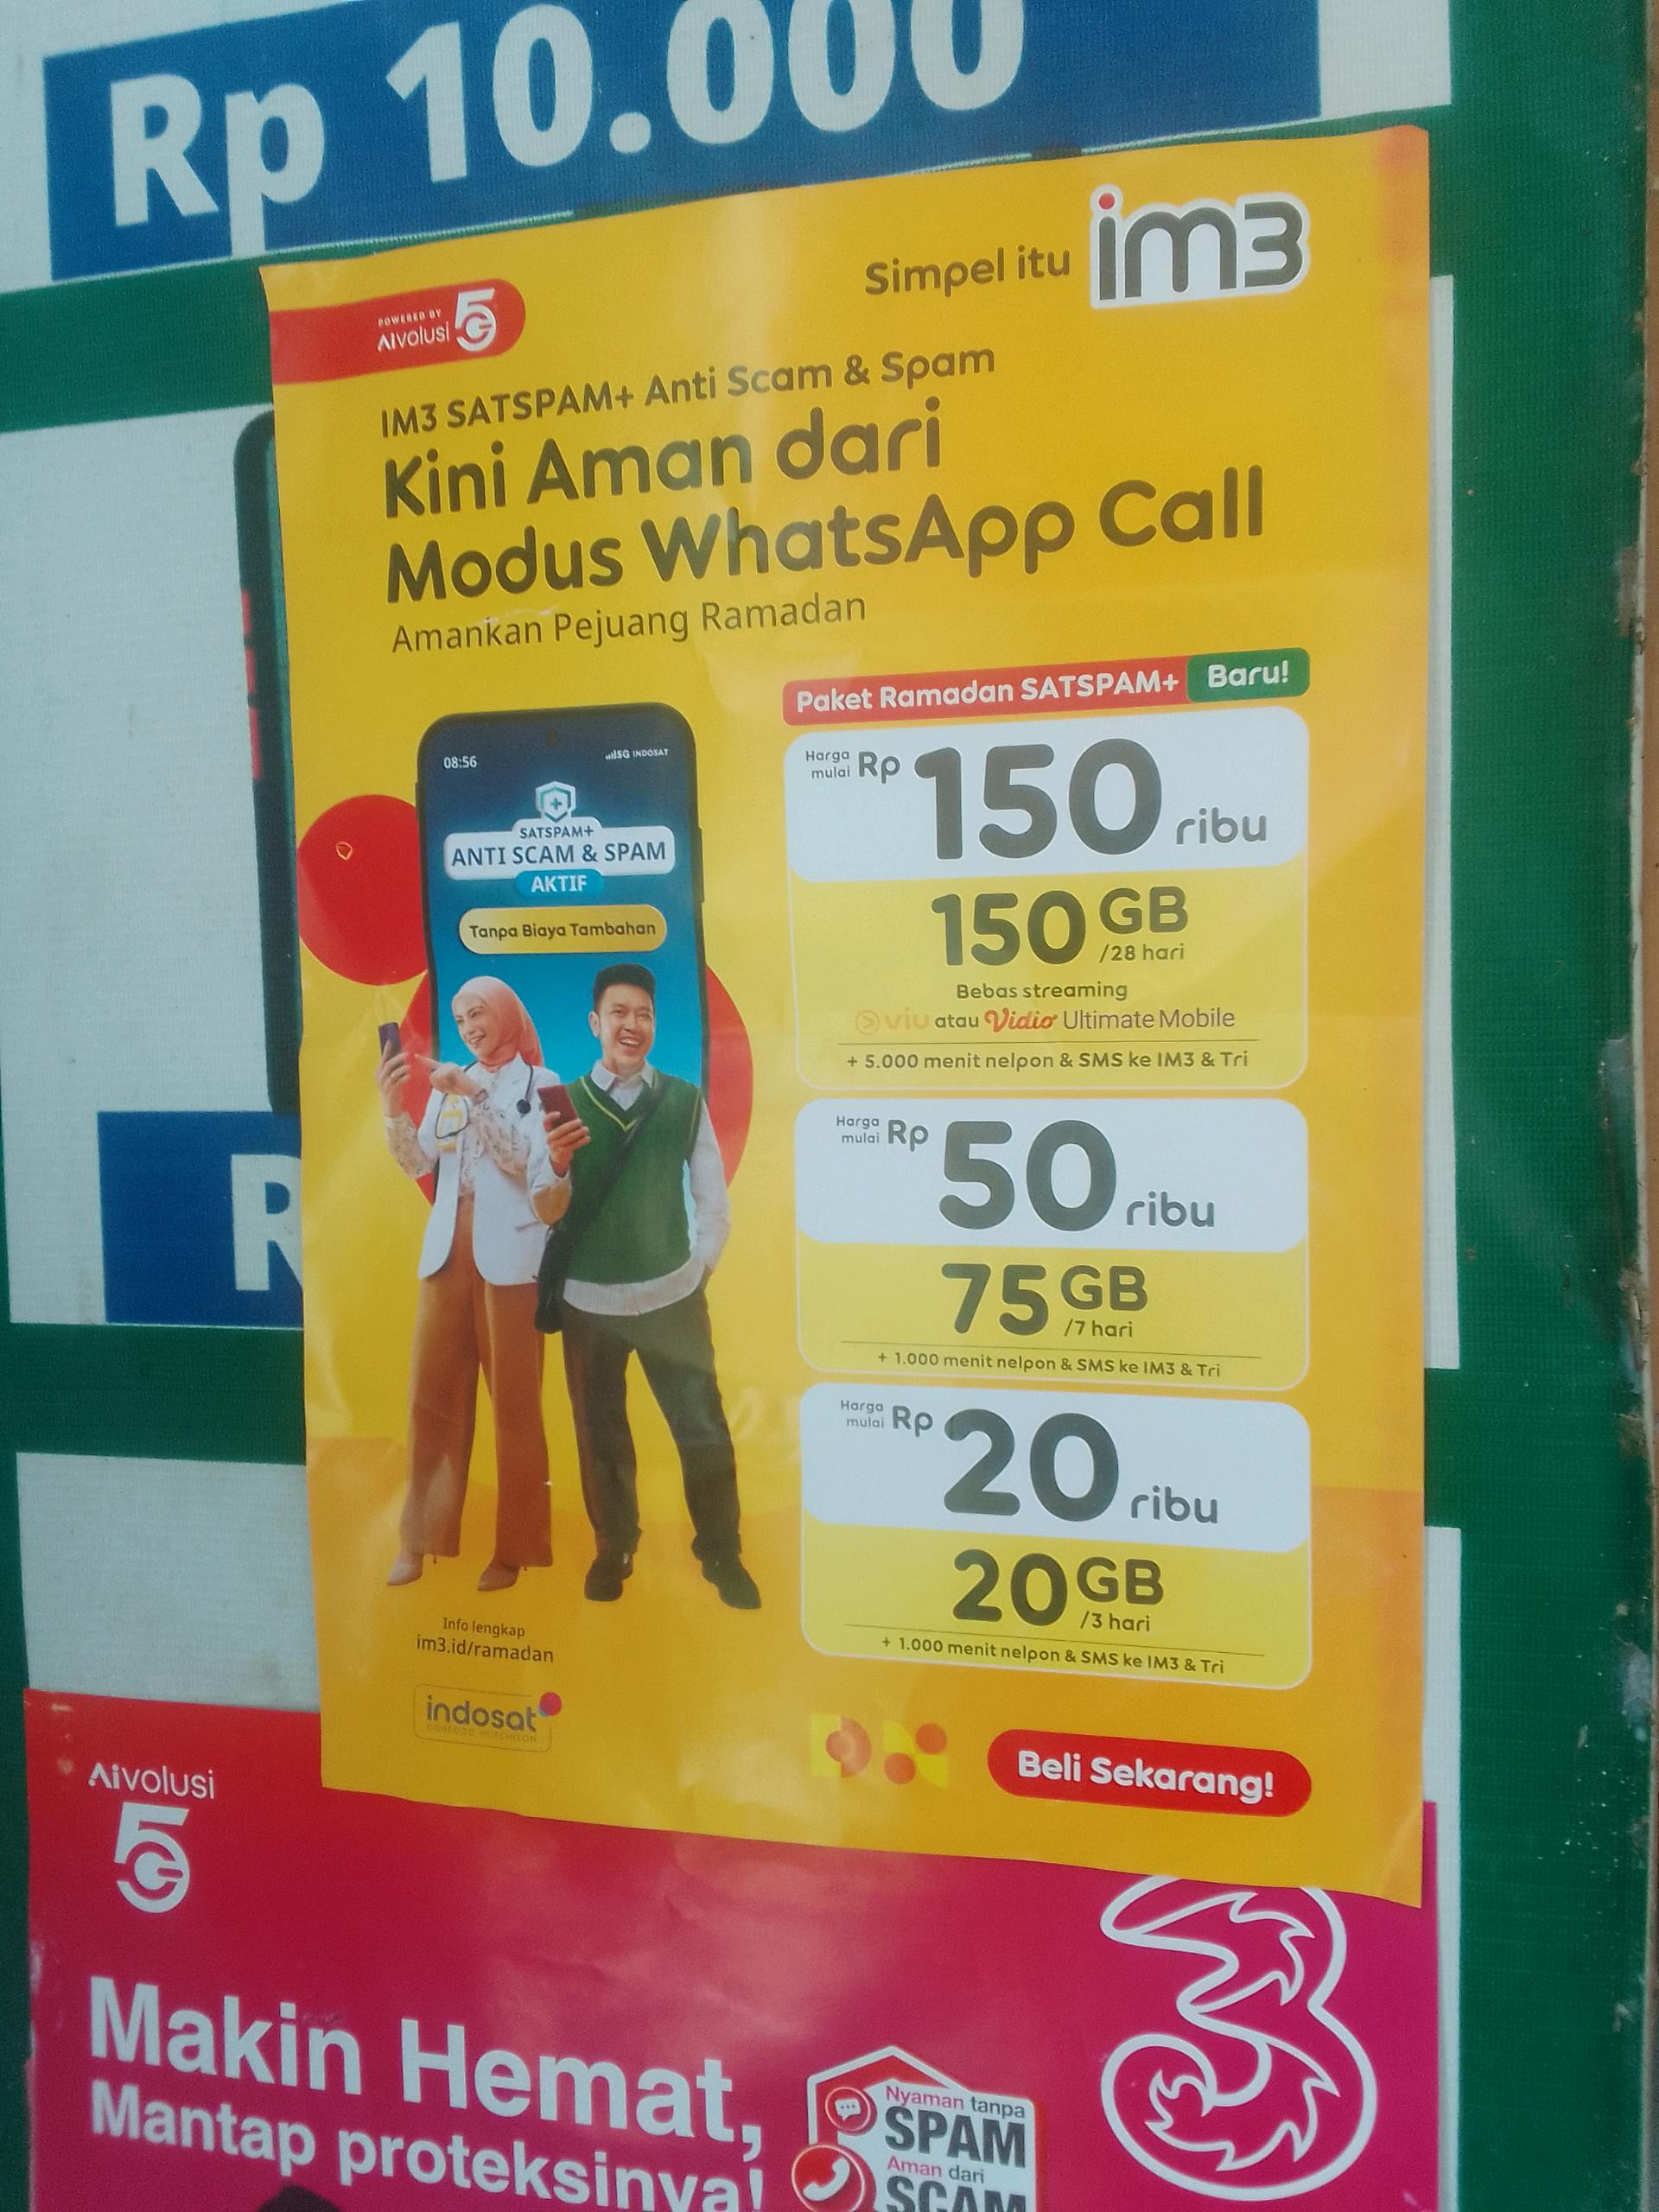 Rp 10.000
Simpel itu im3
POWERED BY
AIvolusi 5G
IM3 SATSPAM+ Anti Scam & Spam
Kini Aman dari
Modus WhatsApp Call
Amankan Pejuang Ramadan
08:56
5G INDOSAT
SATSPAM+
ANTI SCAM & SPAM
AKTIF
Tanpa Biaya Tambahan
Paket Ramadan SATSPAM+ Baru!
Harga mulai Rp 150 ribu
150 GB
/28 hari
Bebas streaming
viu atau Vidio Ultimate Mobile
+ 5.000 menit nelpon & SMS ke IM3 & Tri
Harga mulai Rp 50 ribu
75 GB
/7 hari
+ 1.000 menit nelpon & SMS ke IM3 & Tri
Harga mulai Rp 20 ribu
20 GB
/3 hari
+ 1.000 menit nelpon & SMS ke IM3 & Tri
R
Info lengkap
im3.id/ramadan
indosat
OOREDOO HUTCHISON
Beli Sekarang!
AIvolusi
5G
3
Makin Hemat,
Mantap proteksinya!
Nyaman tanpa
SPAM
Aman dari
SCAM